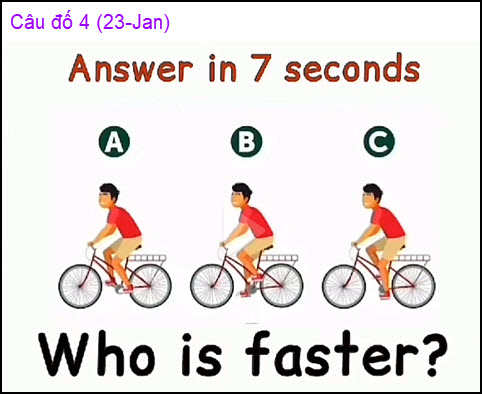 Câu đố 4 (23-Jan)
Answer in 7 seconds
A B C
Who is faster?